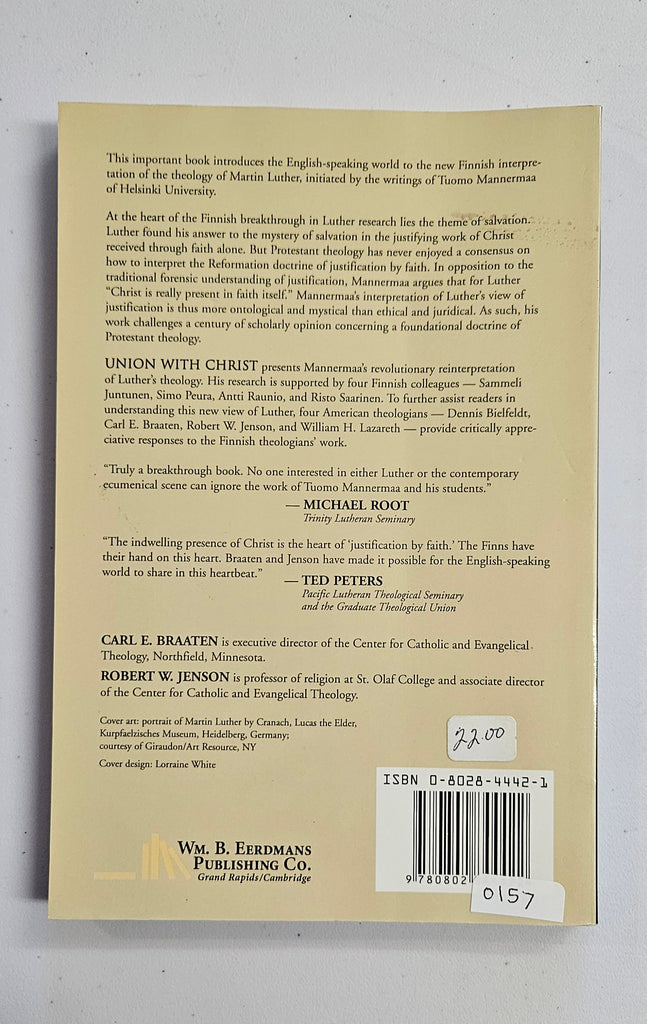 This important book introduces the English-speaking world to the new Finnish interpre-
tation of the theology of Martin Luther, initiated by the writings of Tuomo Mannermaa
of Helsinki University.
At the heart of the Finnish breakthrough in Luther research lies the theme of salvation.
Luther found his answer to the mystery of salvation in the justifying work of Christ
received through faith alone. But Protestant theology has never enjoyed a consensus on
how to interpret the Reformation doctrine of justification by faith. In opposition to the
traditional forensic understanding of justification, Mannermaa argues that for Luther
“Christ is really present in faith itself.” Mannermaa's interpretation of Luther's view of
justification is thus more ontological and mystical than ethical and juridical. As such, his
work challenges a century of scholarly opinion concerning a foundational doctrine of
Protestant theology.
UNION WITH CHRIST presents Mannermaa's revolutionary reinterpretation
of Luther's theology. His research is supported by four Finnish colleagues — Sammeli
Juntunen, Simo Peura, Antti Raunio, and Risto Saarinen. To further assist readers in
understanding this new view of Luther, four American theologians — Dennis Bielfeldt,
Carl E. Braaten, Robert W. Jenson, and William H. Lazareth — provide critically appre-
ciative responses to the Finnish theologians' work.
“Truly a breakthrough book. No one interested in either Luther or the contemporary
ecumenical scene can ignore the work of Tuomo Mannermaa and his students.”
— MICHAEL ROOT
Trinity Lutheran Seminary
“The indwelling presence of Christ is the heart of ‘justification by faith.’ The Finns have
their hand on this heart. Braaten and Jenson have made it possible for the English-speaking
world to share in this heartbeat.”
— TED PETERS
Pacific Lutheran Theological Seminary
and the Graduate Theological Union
CARL E. BRAATEN is executive director of the Center for Catholic and Evangelical
Theology, Northfield, Minnesota.
ROBERT W. JENSON is professor of religion at St. Olaf College and associate director
of the Center for Catholic and Evangelical Theology.
Cover art: portrait of Martin Luther by Cranach, Lucas the Elder,
Kurpfaelzisches Museum, Heidelberg, Germany;
courtesy of Giraudon/Art Resource, NY
Cover design: Lorraine White
22.00
ISBN 0-8028-4442-1
9 780802
0157
WM. B. EERDMANS
PUBLISHING CO.
Grand Rapids/Cambridge